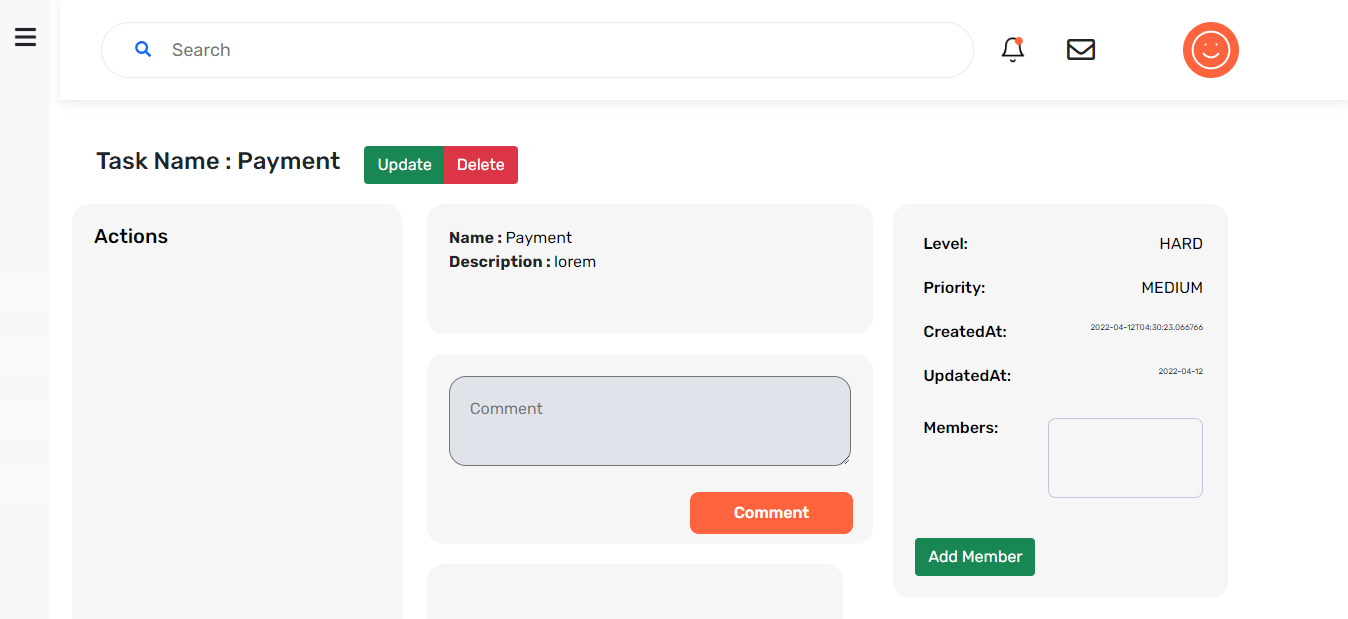 Search
Task Name : Payment
Update Delete
Actions
Name : Payment
Description : lorem
Comment
Comment
Level: HARD
Priority: MEDIUM
CreatedAt: 2022-04-12T04:30:23.066766
UpdatedAt: 2022-04-12
Members:
Add Member